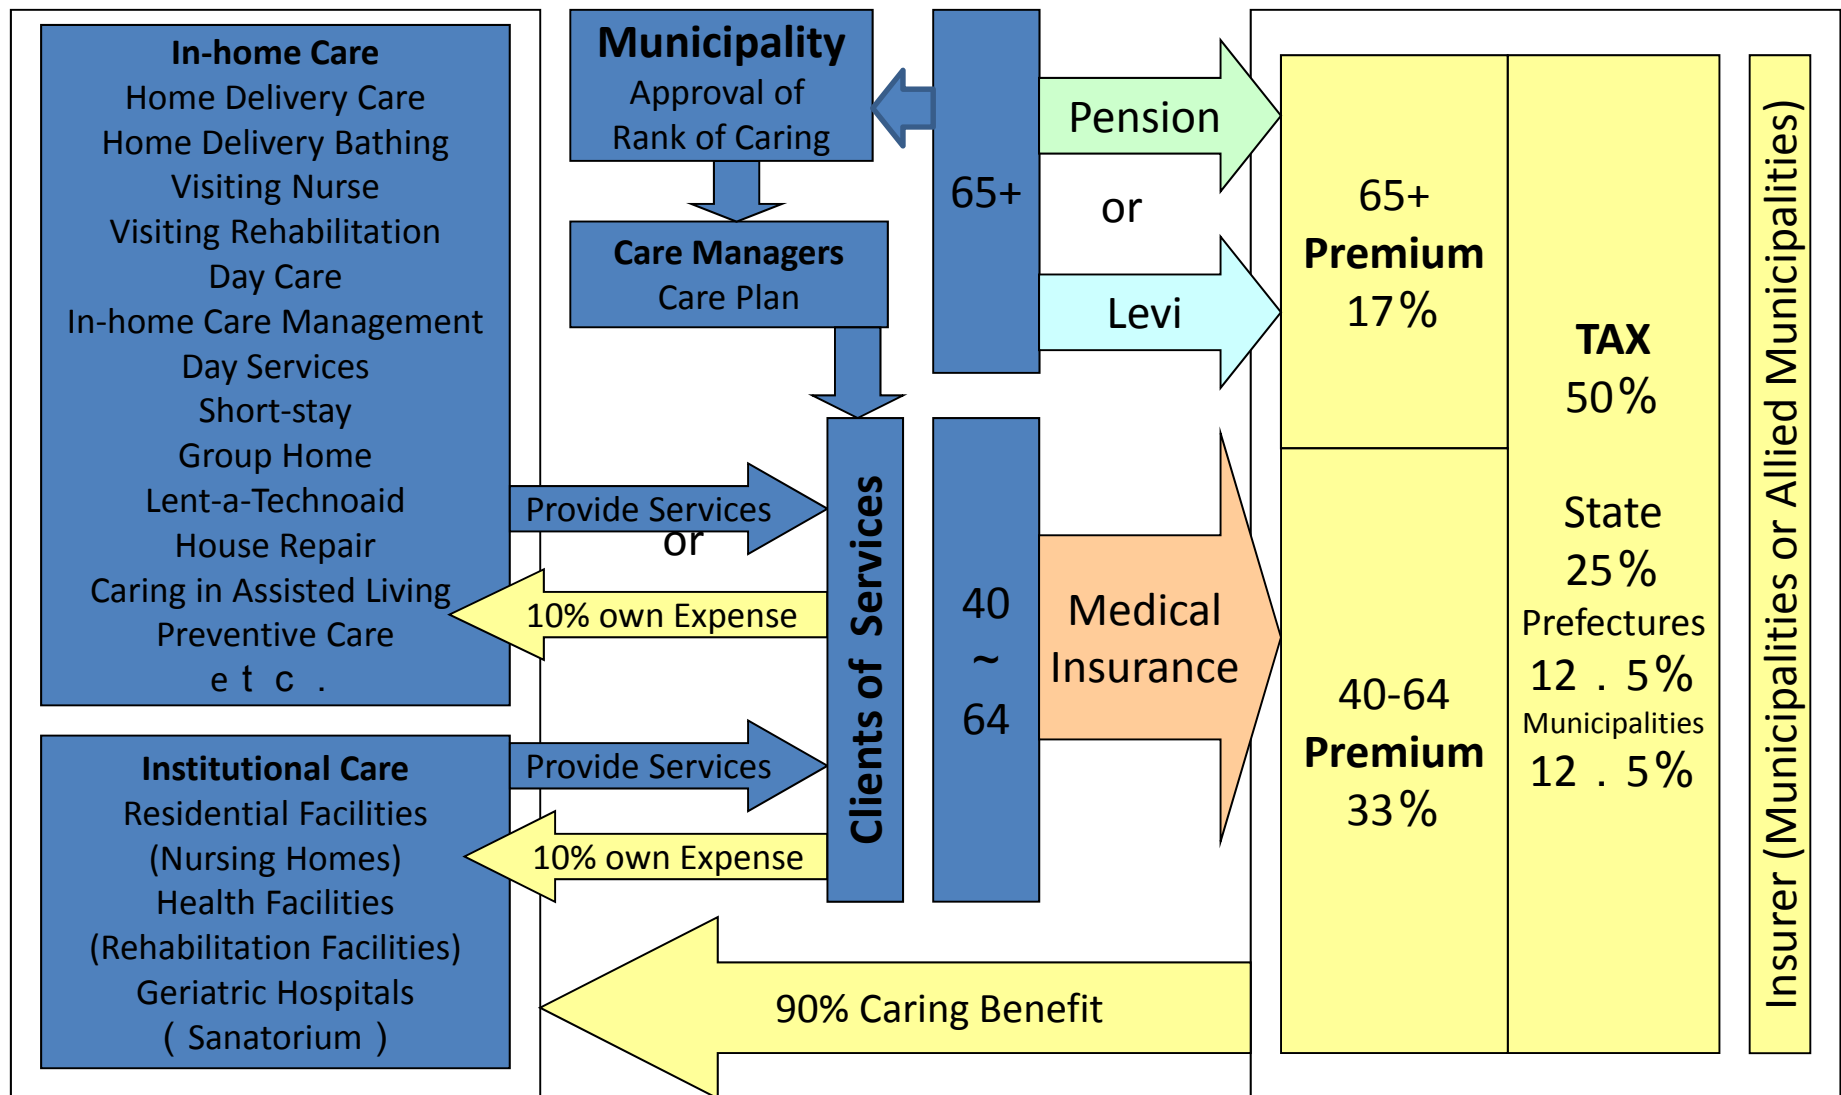 In-home Care
Home Delivery Care
Home Delivery Bathing
Visiting Nurse
Visiting Rehabilitation
Day Care
In-home Care Management
Day Services
Short-stay
Group Home
Lent-a-Technoaid
House Repair
Caring in Assisted Living
Preventive Care
ｅｔｃ．
Institutional Care
Residential Facilities
(Nursing Homes)
Health Facilities
(Rehabilitation Facilities)
Geriatric Hospitals
（Sanatorium）
Municipality
Approval of
Rank of Caring
Care Managers
Care Plan
Provide Services
or
10% own Expense
Provide Services
10% own Expense
Clients of Services
65+
40
～
64
Pension
or
Levi
Medical
Insurance
90% Caring Benefit
65+
Premium
17％
40-64
Premium
33％
TAX
50％
State
25％
Prefectures
12．5％
Municipalities
12．5％
Insurer (Municipalities or Allied Municipalities)